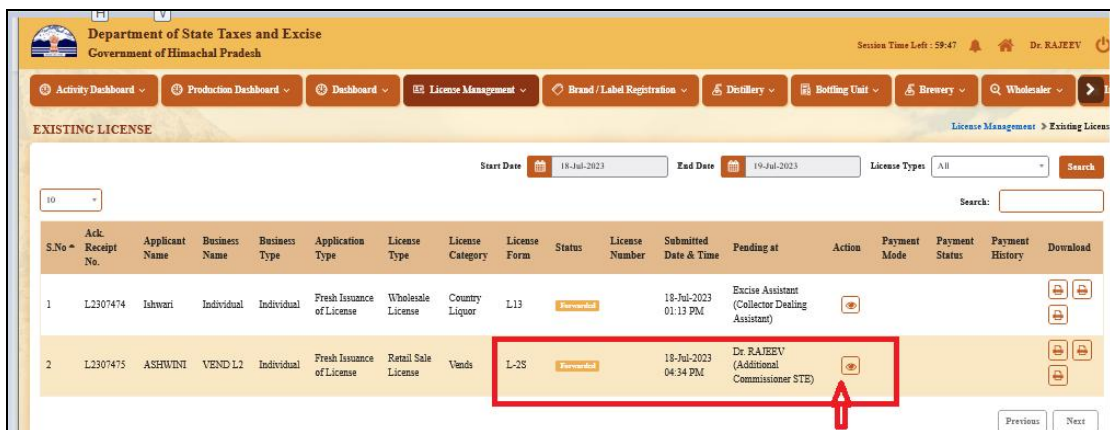 H V
Department of State Taxes and Excise
Government of Himachal Pradesh
Session Time Left : 59:47 Dr. RAJEEV
Activity Dashboard Production Dashboard Dashboard License Management Brand / Label Registration Distillery Bottling Unit Brewery Wholesaler
EXISTING LICENSE
License Management > Existing Licens
Start Date 18-Jul-2023 End Date 19-Jul-2023 License Types All Search
10 Search:
S.No Ack. Receipt No. Applicant Name Business Name Business Type Application Type License Type License Category License Form Status License Number Submitted Date & Time Pending at Action Payment Mode Payment Status Payment History Download
1 L2307474 Ishwari Individual Individual Fresh Issuance of License Wholesale License Country Liquor L13 Forwarded 18-Jul-2023 01:13 PM Excise Assistant (Collector Dealing Assistant)
2 L2307475 ASHWINI VEND L2 Individual Fresh Issuance of License Retail Sale License Vends L-2S Forwarded 18-Jul-2023 04:34 PM Dr. RAJEEV (Additional Commissioner STE)
Previous Next